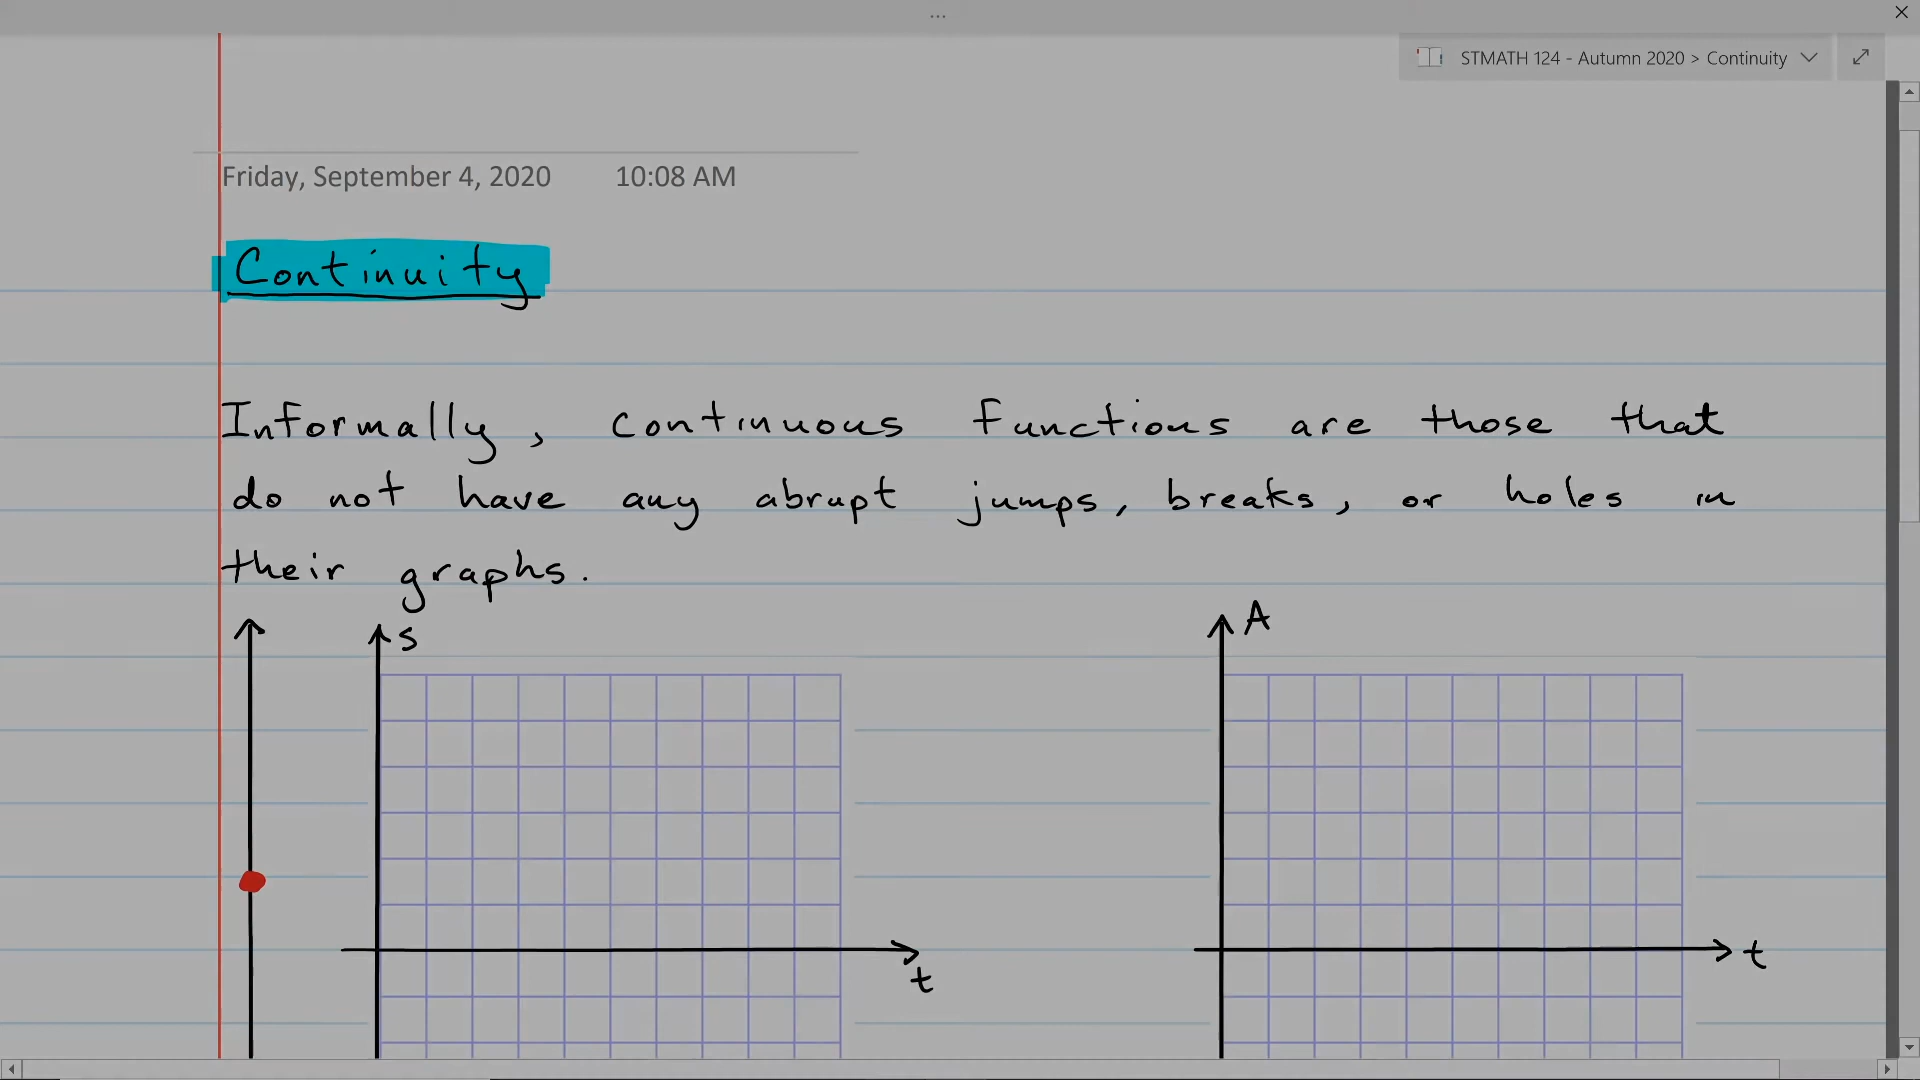 STMATH 124 - Autumn 2020 > Continuity
Friday, September 4, 2020 10:08 AM
Continuity
Informally, continuous functions are those that
do not have any abrupt jumps, breaks, or holes in
their graphs.
s
A
t
t